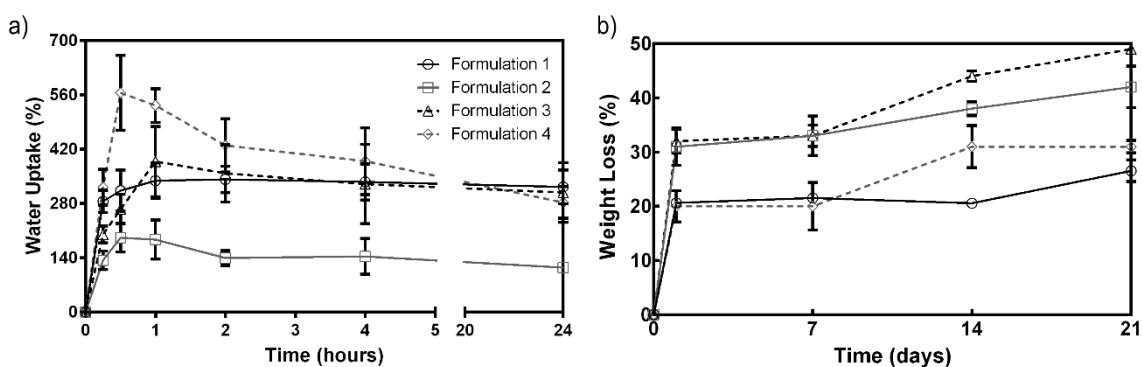 a)
700
560
420
280
140
0
Water Uptake (%)
Formulation 1
Formulation 2
Formulation 3
Formulation 4
0 1 2 3 4 5 20 24
Time (hours)
b)
50
40
30
20
10
0
Weight Loss (%)
0 7 14 21
Time (days)